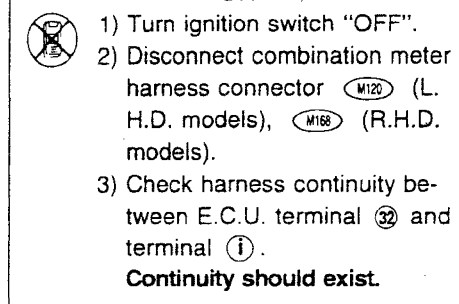 1) Turn ignition switch “OFF”.
2) Disconnect combination meter
harness connector M120 (L.
H.D. models), M168 (R.H.D.
models).
3) Check harness continuity be-
tween E.C.U. terminal 32 and
terminal i .
Continuity should exist.